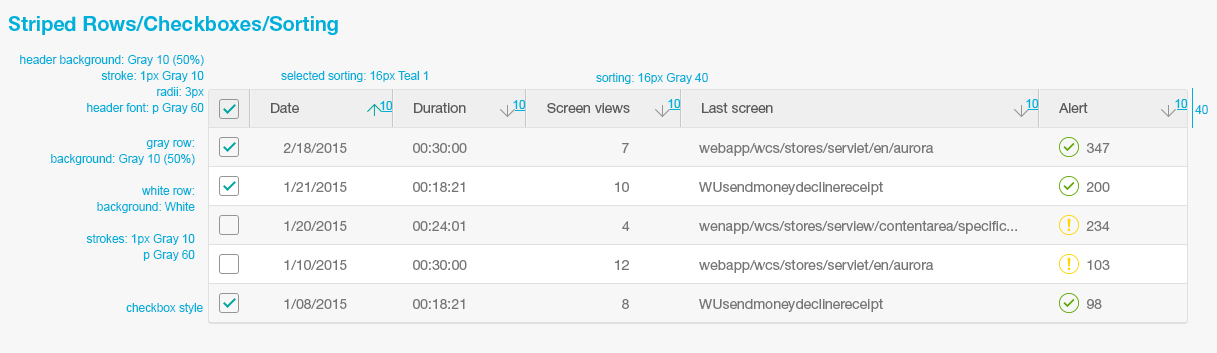 Striped Rows/Checkboxes/Sorting
header background: Gray 10 (50%)
stroke: 1px Gray 10
radii: 3px
header font: p Gray 60
selected sorting: 16px Teal 1
sorting: 16px Gray 40
Date 10 Duration 10 Screen views 10 Last screen 10 Alert 10
40
gray row:
background: Gray 10 (50%)
2/18/2015 00:30:00 7 webapp/wcs/stores/serviet/en/aurora 347
white row:
background: White
1/21/2015 00:18:21 10 WUsendmoneydeclinereceipt 200
1/20/2015 00:24:01 4 wenapp/wcs/stores/serview/contentarea/specific... 234
strokes: 1px Gray 10
p Gray 60
1/10/2015 00:30:00 12 webapp/wcs/stores/serviet/en/aurora 103
checkbox style
1/08/2015 00:18:21 8 WUsendmoneydeclinereceipt 98